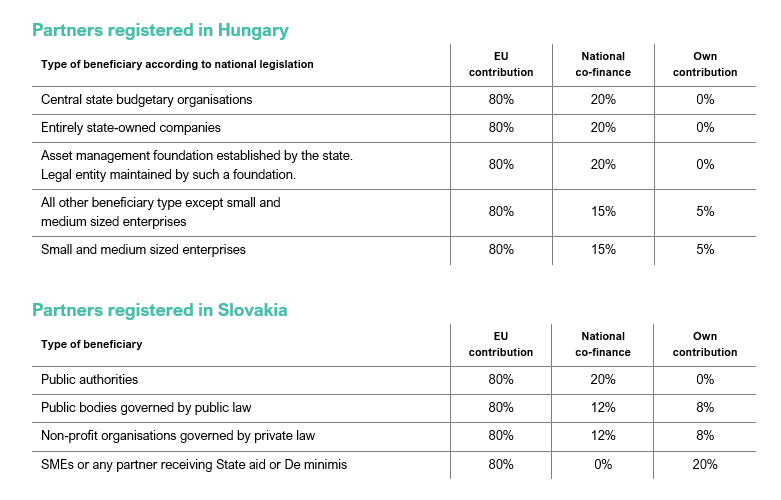 Partners registered in Hungary
Type of beneficiary according to national legislation EU contribution National co-finance Own contribution
Central state budgetary organisations 80% 20% 0%
Entirely state-owned companies 80% 20% 0%
Asset management foundation established by the state.
Legal entity maintained by such a foundation. 80% 20% 0%
All other beneficiary type except small and
medium sized enterprises 80% 15% 5%
Small and medium sized enterprises 80% 15% 5%
Partners registered in Slovakia
Type of beneficiary EU contribution National co-finance Own contribution
Public authorities 80% 20% 0%
Public bodies governed by public law 80% 12% 8%
Non-profit organisations governed by private law 80% 12% 8%
SMEs or any partner receiving State aid or De minimis 80% 0% 20%